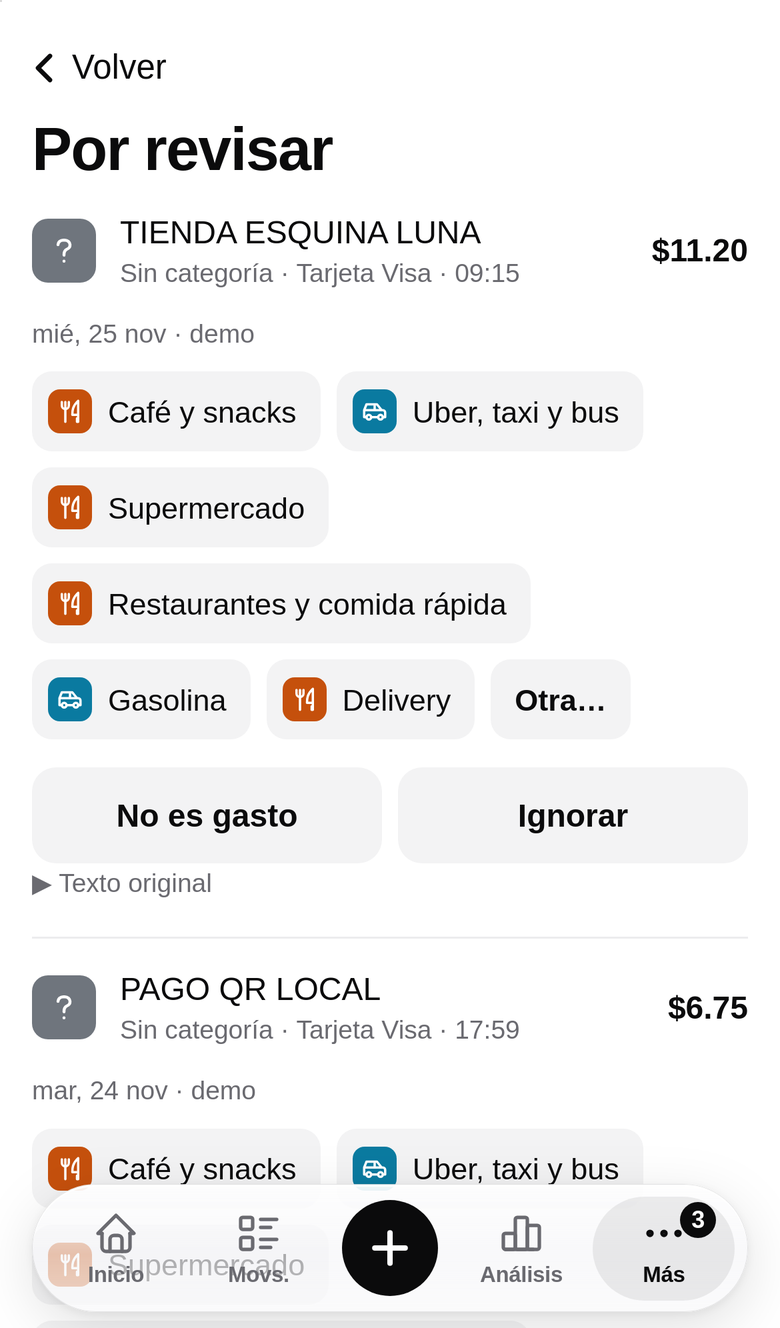 Volver
Por revisar
TIENDA ESQUINA LUNA
$11.20
Sin categoría · Tarjeta Visa · 09:15
mié, 25 nov · demo
Café y snacks
Uber, taxi y bus
Supermercado
Restaurantes y comida rápida
Gasolina
Delivery
Otra…
No es gasto
Ignorar
▶ Texto original
?
PAGO QR LOCAL
$6.75
Sin categoría · Tarjeta Visa · 17:59
mar, 24 nov · demo
Café y snacks
Uber, taxi y bus
Supermercado
Inicio
Movs.
Análisis
3
Más